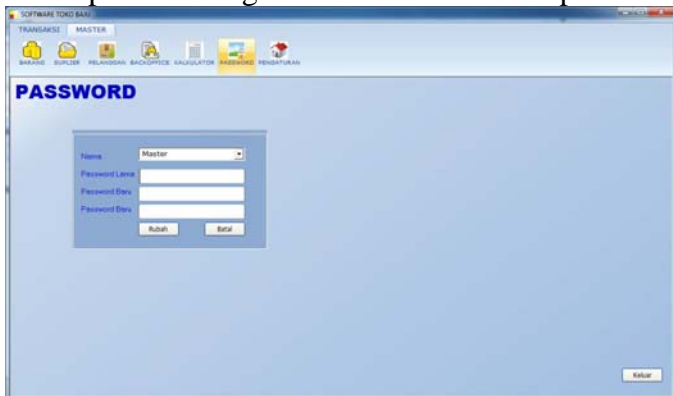 SOFTWARE TOKO BAJU
TRANSAKSI MASTER
BARANG SUPLIER PELANGGAN BACKOFFICE KALKULATOR PASSWORD PENGATURAN
PASSWORD
Nama Master
Password Lama
Password Baru
Password Baru
Rubah Batal
Keluar